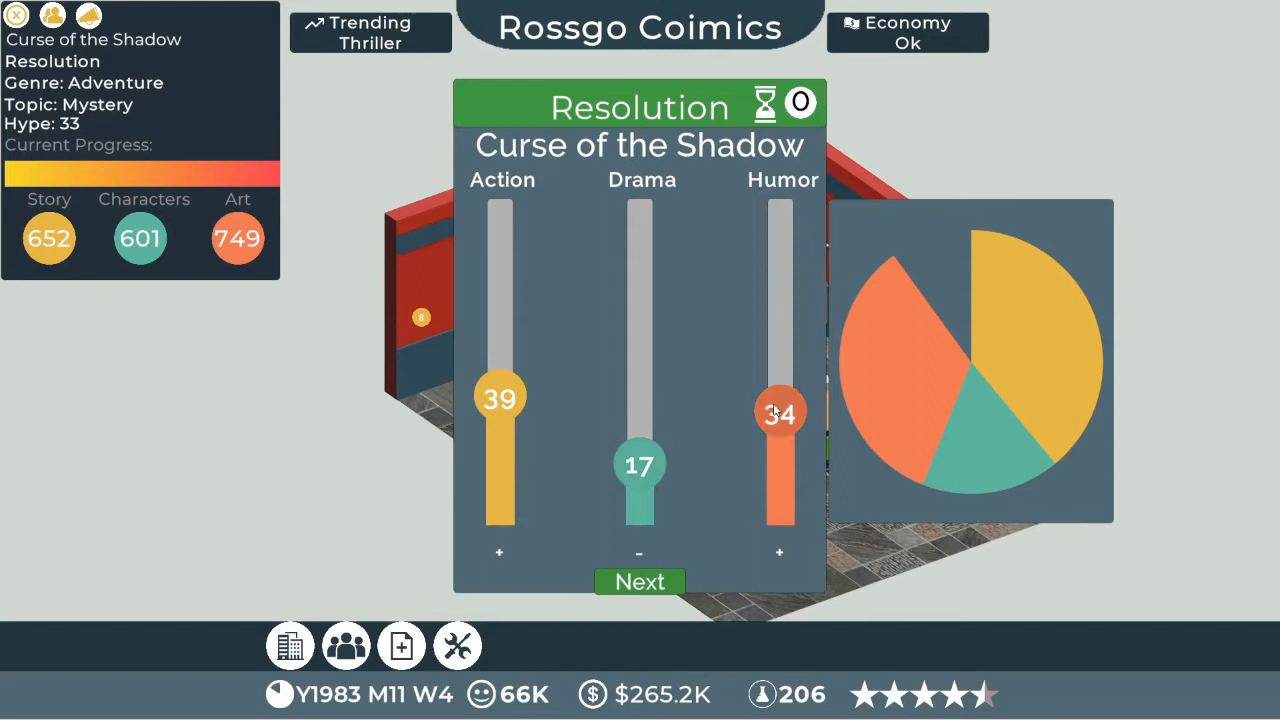 Curse of the Shadow
Resolution
Genre: Adventure
Topic: Mystery
Hype: 33
Current Progress:
Story Characters Art
652 601 749
Trending
Thriller
Rossgo Coimics
Economy
Ok
Resolution 0
Curse of the Shadow
Action Drama Humor
39 17 34
+ - +
Next
8
Y1983 M11 W4 66K $ $265.2K 206